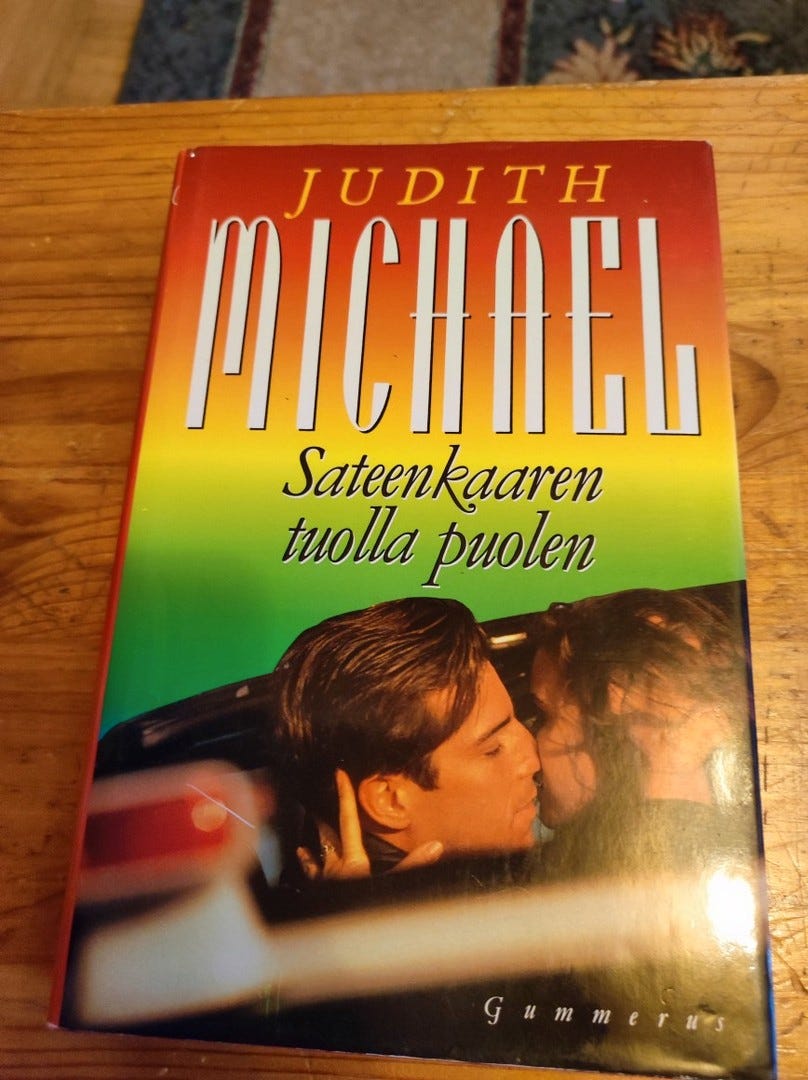 JUDITH
MICHAEL
Sateenkaaren
tuolla puolen
Gummerus